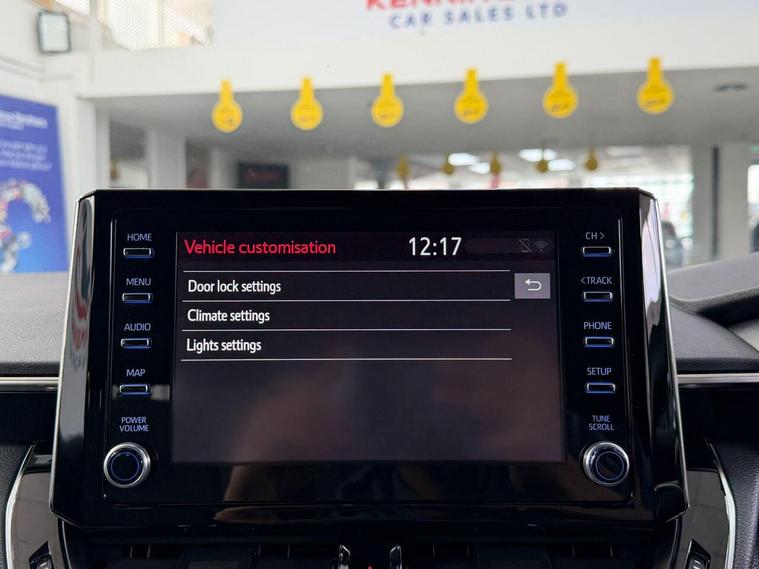 CAR SALES LTD
HOME
MENU
AUDIO
MAP
POWER
VOLUME
Vehicle customisation
12:17
Door lock settings
Climate settings
Lights settings
CH >
<TRACK
PHONE
SETUP
TUNE
SCROLL